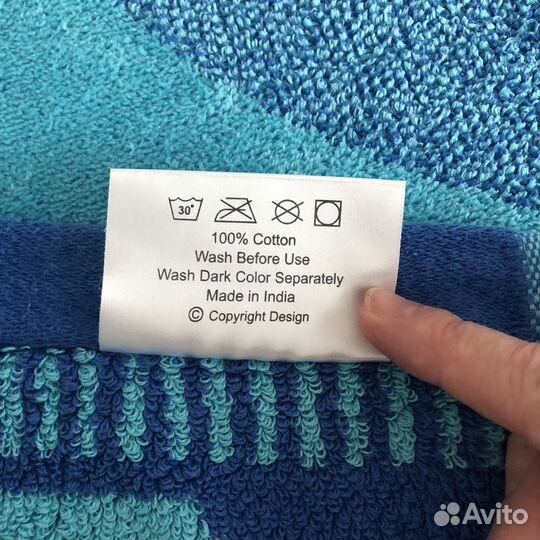 30°
100% Cotton
Wash Before Use
Wash Dark Color Separately
Made in India
© Copyright Design
Avito